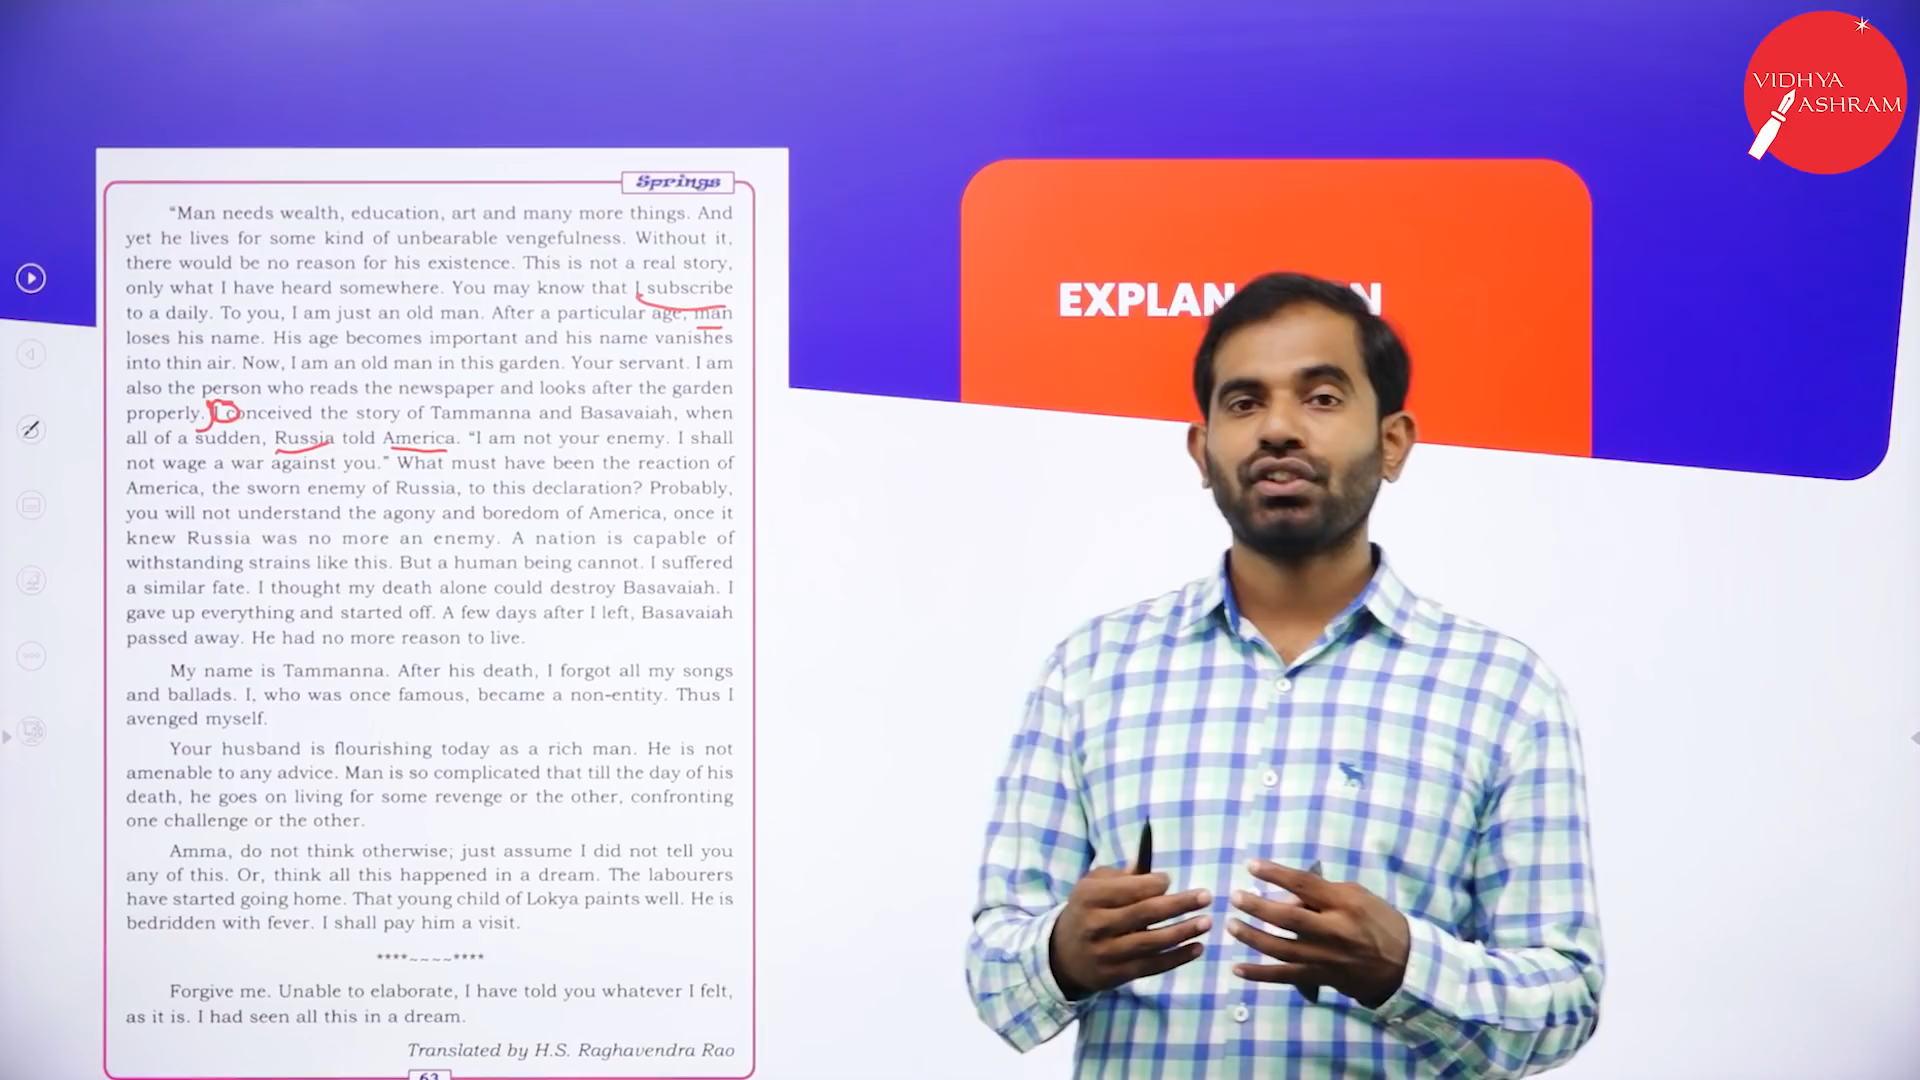 VIDHYA
ASHRAM
Springs
“Man needs wealth, education, art and many more things. And
yet he lives for some kind of unbearable vengefulness. Without it,
there would be no reason for his existence. This is not a real story,
only what I have heard somewhere. You may know that I subscribe
to a daily. To you, I am just an old man. After a particular age, man
loses his name. His age becomes important and his name vanishes
into thin air. Now, I am an old man in this garden. Your servant. I am
also the person who reads the newspaper and looks after the garden
properly. I conceived the story of Tammanna and Basavaiah, when
all of a sudden, Russia told America. “I am not your enemy. I shall
not wage a war against you.” What must have been the reaction of
America, the sworn enemy of Russia, to this declaration? Probably,
you will not understand the agony and boredom of America, once it
knew Russia was no more an enemy. A nation is capable of
withstanding strains like this. But a human being cannot. I suffered
a similar fate. I thought my death alone could destroy Basavaiah. I
gave up everything and started off. A few days after I left, Basavaiah
passed away. He had no more reason to live.
My name is Tammanna. After his death, I forgot all my songs
and ballads. I, who was once famous, became a non-entity. Thus I
avenged myself.
Your husband is flourishing today as a rich man. He is not
amenable to any advice. Man is so complicated that till the day of his
death, he goes on living for some revenge or the other, confronting
one challenge or the other.
Amma, do not think otherwise; just assume I did not tell you
any of this. Or, think all this happened in a dream. The labourers
have started going home. That young child of Lokya paints well. He is
bedridden with fever. I shall pay him a visit.
****~~~~****
Forgive me. Unable to elaborate, I have told you whatever I felt,
as it is. I had seen all this in a dream.
Translated by H.S. Raghavendra Rao
63